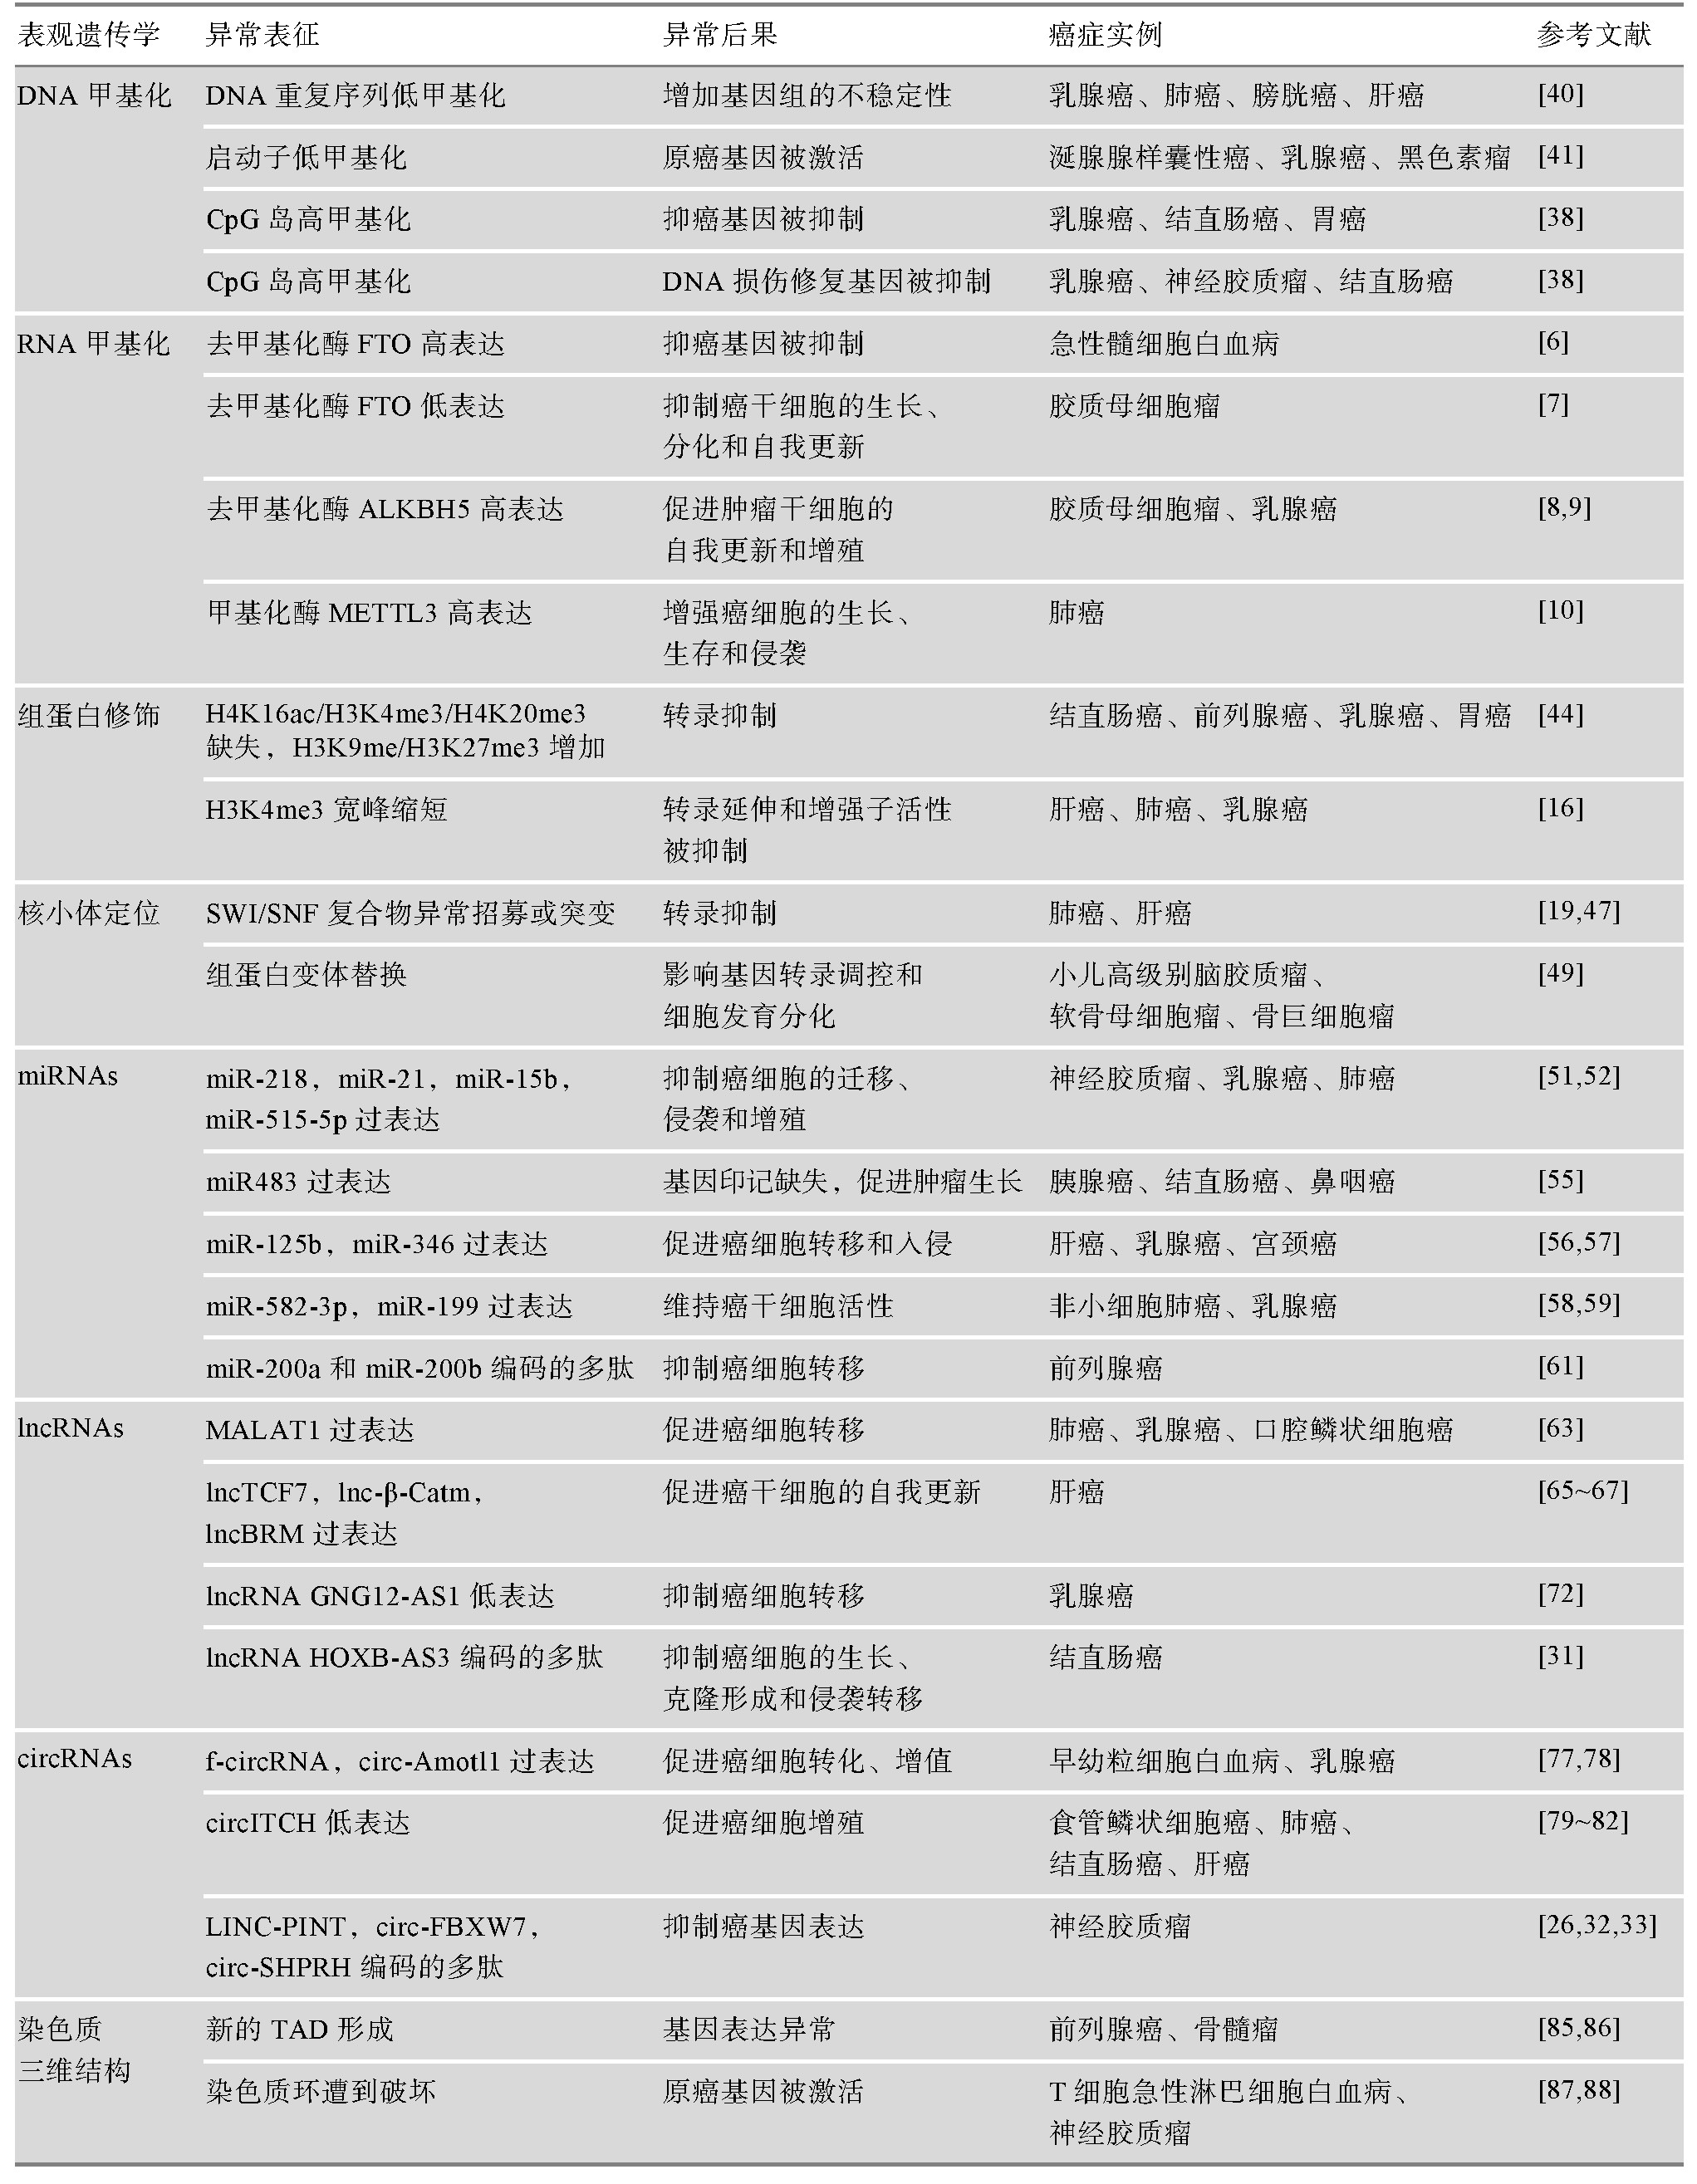 表观遗传学 异常表征 异常后果 癌症实例 参考文献
DNA 甲基化 DNA 重复序列低甲基化 增加基因组的不稳定性 乳腺癌、肺癌、膀胱癌、肝癌 [40]
启动子低甲基化 原癌基因被激活 涎腺腺样囊性癌、乳腺癌、黑色素瘤 [41]
CpG 岛高甲基化 抑癌基因被抑制 乳腺癌、结直肠癌、胃癌 [38]
CpG 岛高甲基化 DNA 损伤修复基因被抑制 乳腺癌、神经胶质瘤、结直肠癌 [38]
RNA 甲基化 去甲基化酶 FTO 高表达 抑癌基因被抑制 急性髓细胞白血病 [6]
去甲基化酶 FTO 低表达 抑制癌干细胞的生长、 胶质母细胞瘤 [7]
分化和自我更新
去甲基化酶 ALKBH5 高表达 促进肿瘤干细胞的 胶质母细胞瘤、乳腺癌 [8,9]
自我更新和增殖
甲基化酶 METTL3 高表达 增强癌细胞的生长、 肺癌 [10]
生存和侵袭
组蛋白修饰 H4K16ac/H3K4me3/H4K20me3 转录抑制 结直肠癌、前列腺癌、乳腺癌、胃癌 [44]
缺失，H3K9me/H3K27me3 增加
H3K4me3 宽峰缩短 转录延伸和增强子活性 肝癌、肺癌、乳腺癌 [16]
被抑制
核小体定位 SWI/SNF 复合物异常招募或突变 转录抑制 肺癌、肝癌 [19,47]
组蛋白变体替换 影响基因转录调控和 小儿高级别脑胶质瘤、 [49]
细胞发育分化 软骨母细胞瘤、骨巨细胞瘤
miRNAs miR-218，miR-21，miR-15b， 抑制癌细胞的迁移、 神经胶质瘤、乳腺癌、肺癌 [51,52]
miR-515-5p 过表达 侵袭和增殖
miR483 过表达 基因印记缺失，促进肿瘤生长 胰腺癌、结直肠癌、鼻咽癌 [55]
miR-125b，miR-346 过表达 促进癌细胞转移和入侵 肝癌、乳腺癌、宫颈癌 [56,57]
miR-582-3p，miR-199 过表达 维持癌干细胞活性 非小细胞肺癌、乳腺癌 [58,59]
miR-200a 和 miR-200b 编码的多肽 抑制癌细胞转移 前列腺癌 [61]
lncRNAs MALAT1 过表达 促进癌细胞转移 肺癌、乳腺癌、口腔鳞状细胞癌 [63]
lncTCF7，lnc-β-Catm， 促进癌干细胞的自我更新 肝癌 [65~67]
lncBRM 过表达
lncRNA GNG12-AS1 低表达 抑制癌细胞转移 乳腺癌 [72]
lncRNA HOXB-AS3 编码的多肽 抑制癌细胞的生长、 结直肠癌 [31]
克隆形成和侵袭转移
circRNAs f-circRNA，circ-Amotl1 过表达 促进癌细胞转化、增值 早幼粒细胞白血病、乳腺癌 [77,78]
circITCH 低表达 促进癌细胞增殖 食管鳞状细胞癌、肺癌、 [79~82]
结直肠癌、肝癌
LINC-PINT，circ-FBXW7， 抑制癌基因表达 神经胶质瘤 [26,32,33]
circ-SHPRH 编码的多肽
染色质 新的 TAD 形成 基因表达异常 前列腺癌、骨髓瘤 [85,86]
三维结构
染色质环遭到破坏 原癌基因被激活 T 细胞急性淋巴细胞白血病、 [87,88]
神经胶质瘤